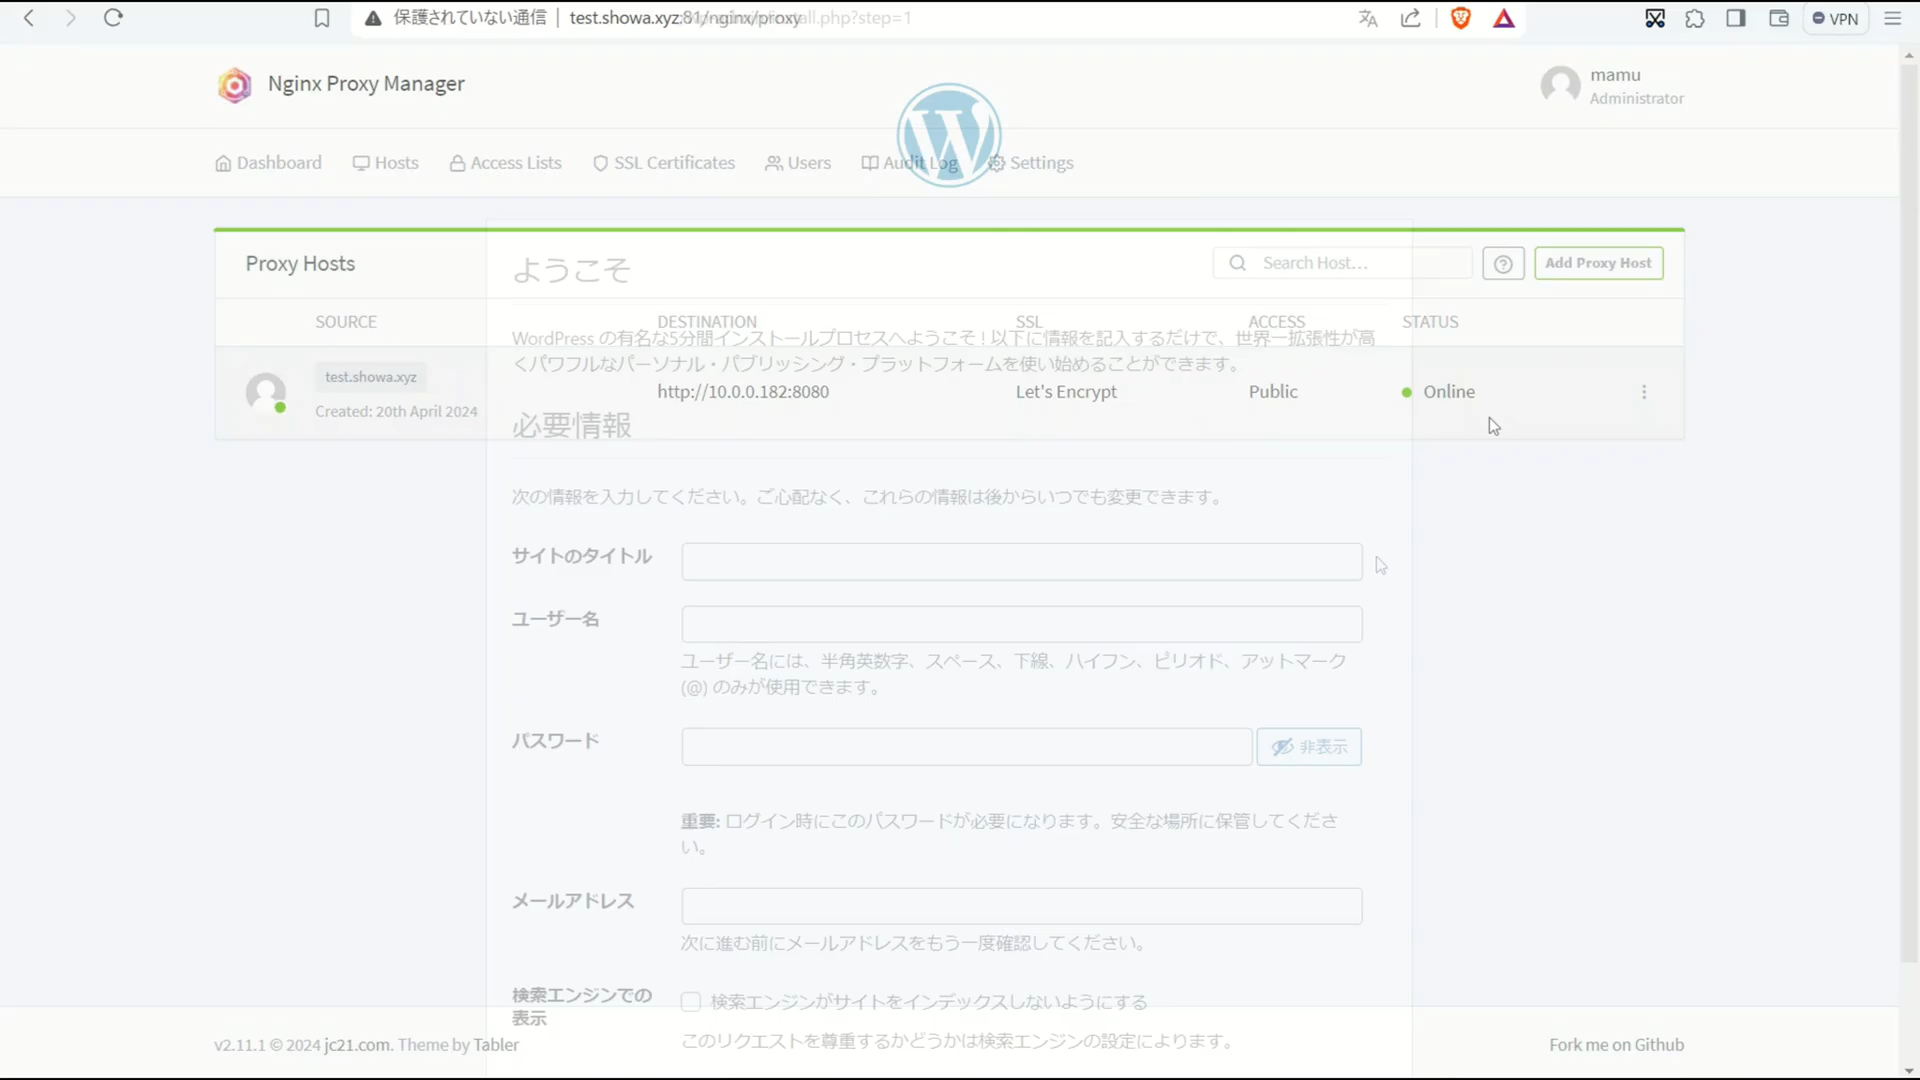 保護されていない通信 test.showa.xyz:81/nginx/proxy
VPN
Nginx Proxy Manager
mamu
Administrator
Dashboard Hosts Access Lists SSL Certificates Users Audit Log Settings
Proxy Hosts
Search Host…
Add Proxy Host
SOURCE DESTINATION SSL ACCESS STATUS
test.showa.xyz
Created: 20th April 2024
http://10.0.0.182:8080 Let's Encrypt Public Online
ようこそ
WordPress の有名な5分間インストールプロセスへようこそ ! 以下に情報を記入するだけで、世界一拡張性が高
くパワフルなパーソナル・パブリッシング・プラットフォームを使い始めることができます。
必要情報
次の情報を入力してください。ご心配なく、これらの情報は後からいつでも変更できます。
サイトのタイトル
ユーザー名
ユーザー名には、半角英数字、スペース、下線、ハイフン、ピリオド、アットマーク
(@) のみが使用できます。
パスワード
非表示
重要: ログイン時にこのパスワードが必要になります。安全な場所に保管してくださ
い。
メールアドレス
次に進む前にメールアドレスをもう一度確認してください。
検索エンジンでの
表示
検索エンジンがサイトをインデックスしないようにする
このリクエストを尊重するかどうかは検索エンジンの設定によります。
v2.11.1 © 2024 jc21.com. Theme by Tabler
Fork me on Github